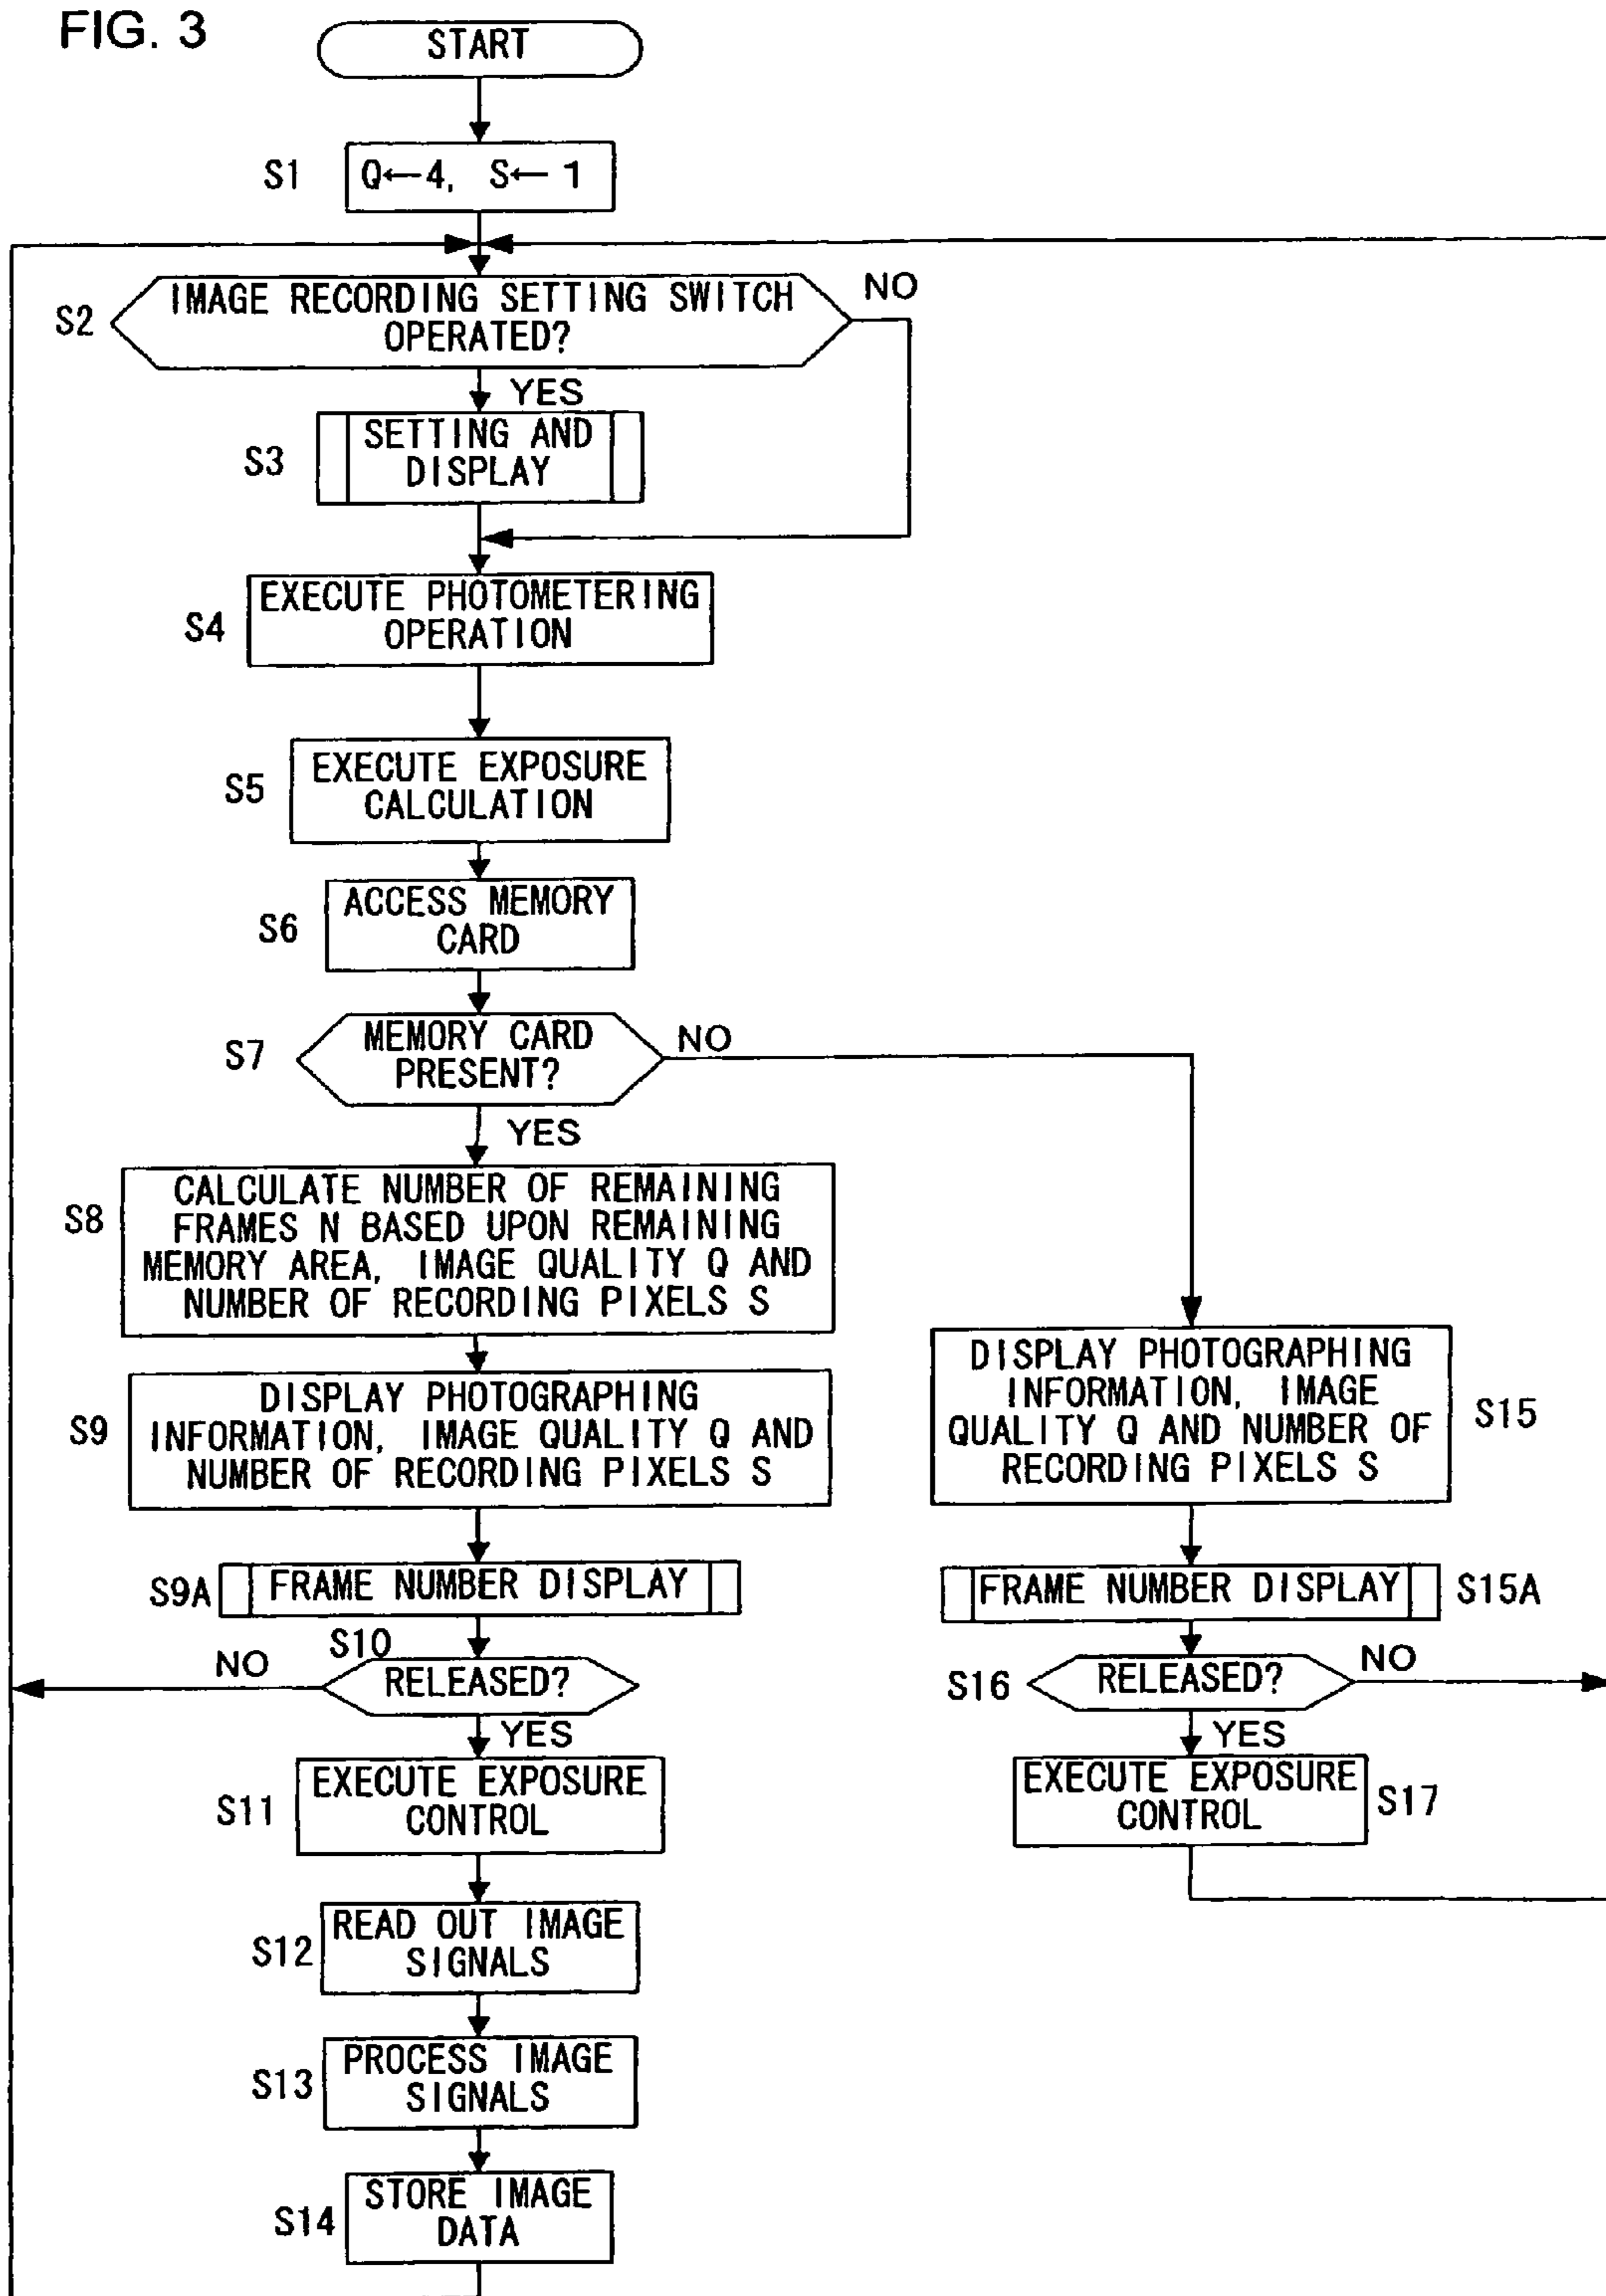 FIG. 3
START
S1
Q←4, S←1
S2
IMAGE RECORDING SETTING SWITCH
OPERATED?
NO
YES
S3
SETTING AND
DISPLAY
S4
EXECUTE PHOTOMETERING
OPERATION
S5
EXECUTE EXPOSURE
CALCULATION
S6
ACCESS MEMORY
CARD
S7
MEMORY CARD
PRESENT?
NO
YES
S8
CALCULATE NUMBER OF REMAINING
FRAMES N BASED UPON REMAINING
MEMORY AREA, IMAGE QUALITY Q AND
NUMBER OF RECORDING PIXELS S
S9
DISPLAY PHOTOGRAPHING
INFORMATION, IMAGE QUALITY Q AND
NUMBER OF RECORDING PIXELS S
S9A
FRAME NUMBER DISPLAY
S10
NO
RELEASED?
YES
S11
EXECUTE EXPOSURE
CONTROL
S12
READ OUT IMAGE
SIGNALS
S13
PROCESS IMAGE
SIGNALS
S14
STORE IMAGE
DATA
DISPLAY PHOTOGRAPHING
INFORMATION, IMAGE
QUALITY Q AND NUMBER OF
RECORDING PIXELS S
S15
FRAME NUMBER DISPLAY
S15A
S16
RELEASED?
NO
YES
EXECUTE EXPOSURE
CONTROL
S17